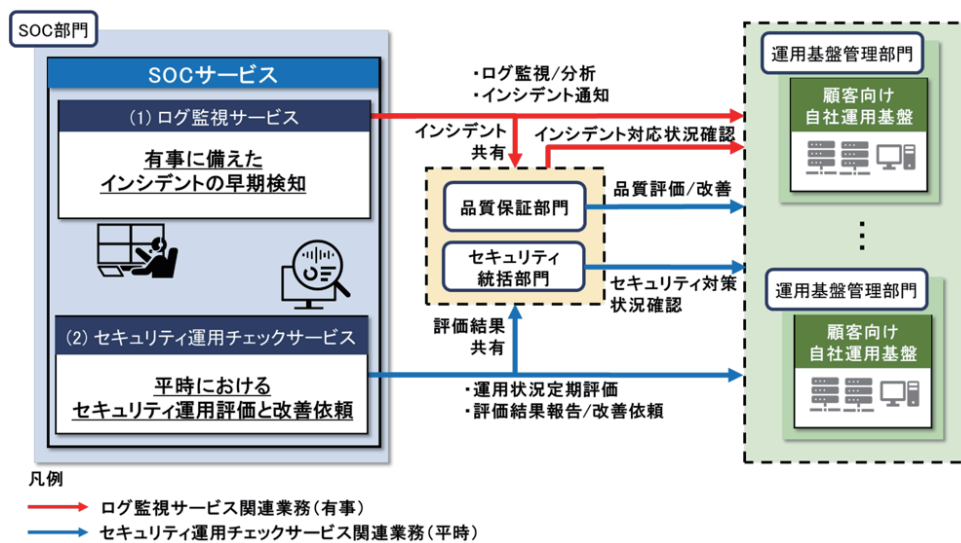 SOC部門
SOCサービス
(1) ログ監視サービス
有事に備えた
インシデントの早期検知
(2) セキュリティ運用チェックサービス
平時における
セキュリティ運用評価と改善依頼
・ログ監視/分析
・インシデント通知
インシデント
共有
インシデント対応状況確認
品質保証部門
セキュリティ
統括部門
品質評価/改善
セキュリティ対策
状況確認
評価結果
共有
・運用状況定期評価
・評価結果報告/改善依頼
運用基盤管理部門
顧客向け
自社運用基盤
⋮
運用基盤管理部門
顧客向け
自社運用基盤
凡例
ログ監視サービス関連業務(有事)
セキュリティ運用チェックサービス関連業務(平時)